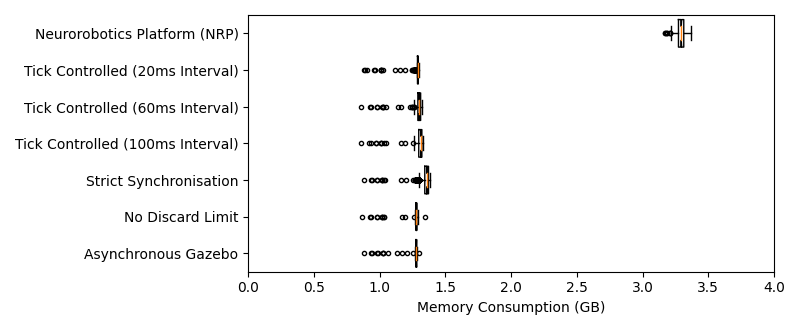 Neurorobotics Platform (NRP)
Tick Controlled (20ms Interval)
Tick Controlled (60ms Interval)
Tick Controlled (100ms Interval)
Strict Synchronisation
No Discard Limit
Asynchronous Gazebo
0.0 0.5 1.0 1.5 2.0 2.5 3.0 3.5 4.0
Memory Consumption (GB)